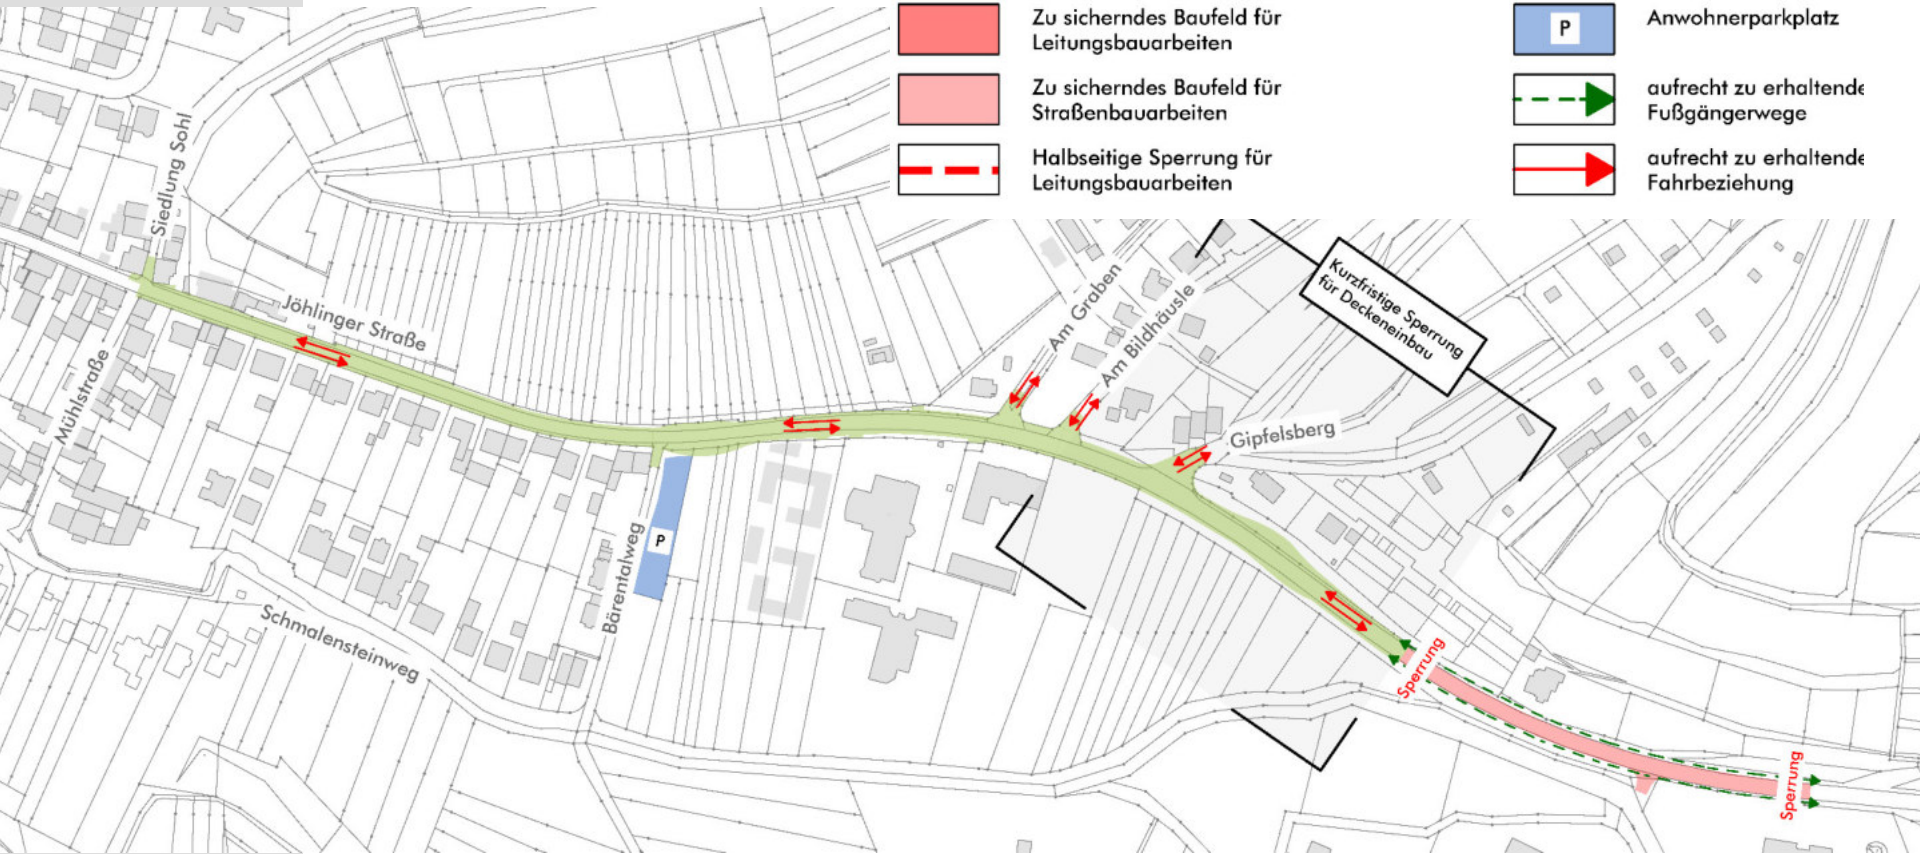 Zu sicherndes Baufeld für
Leitungsbauarbeiten
Zu sicherndes Baufeld für
Straßenbauarbeiten
Halbseitige Sperrung für
Leitungsbauarbeiten
P
Anwohnerparkplatz
aufrecht zu erhaltende
Fußgängerwege
aufrecht zu erhaltende
Fahrbeziehung
Siedlung Sohl
Jöhlinger Straße
Mühlstraße
Am Graben
Am Bildhäusle
Kurzfristige Sperrung
für Deckeneinbau
Gipfelsberg
P
Bärentalweg
Schmalensteinweg
Sperrung
Sperrung